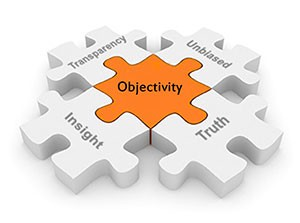 Transparency
Unbiased
Objectivity
Insight
Truth